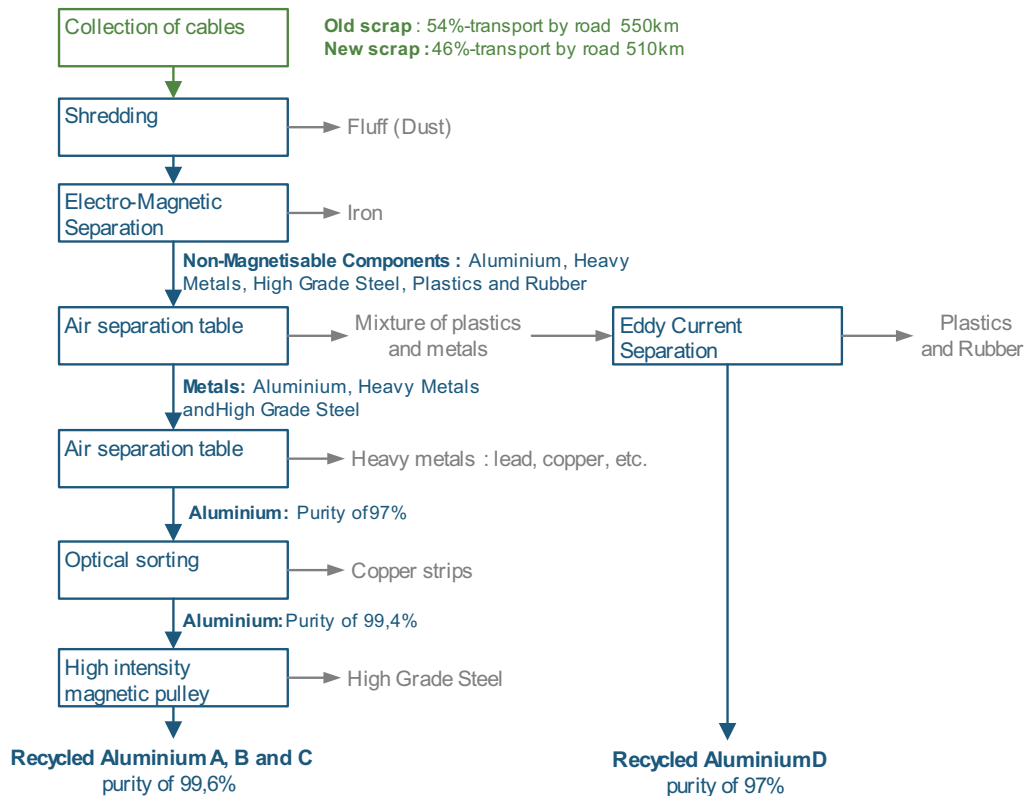 Collection of cables
Old scrap : 54%-transport by road 550km
New scrap : 46%-transport by road 510km
Shredding
Fluff (Dust)
Electro-Magnetic
Separation
Iron
Non-Magnetisable Components : Aluminium, Heavy
Metals, High Grade Steel, Plastics and Rubber
Air separation table
Mixture of plastics
and metals
Eddy Current
Separation
Plastics
and Rubber
Metals: Aluminium, Heavy Metals
andHigh Grade Steel
Air separation table
Heavy metals : lead, copper, etc.
Aluminium: Purity of97%
Optical sorting
Copper strips
Aluminium:Purity of 99,4%
High intensity
magnetic pulley
High Grade Steel
Recycled Aluminium A, B and C
purity of 99,6%
Recycled AluminiumD
purity of 97%